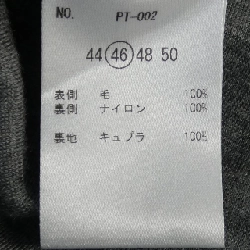 NO. PT-002
44 46 48 50
表側 毛 100%
裏側 ナイロン 100%
裏地 キュプラ 100%